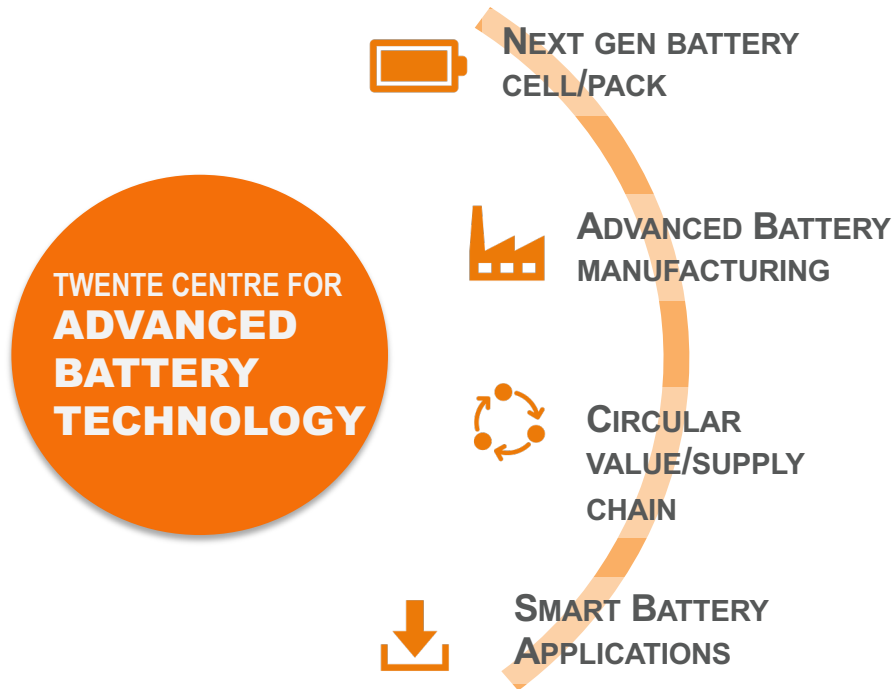 TWENTE CENTRE FOR
ADVANCED
BATTERY
TECHNOLOGY
NEXT GEN BATTERY
CELL/PACK
ADVANCED BATTERY
MANUFACTURING
CIRCULAR
VALUE/SUPPLY
CHAIN
SMART BATTERY
APPLICATIONS